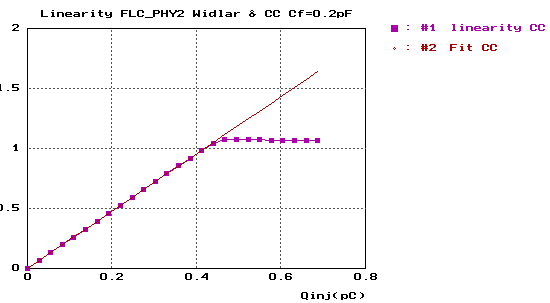 Linearity FLC_PHY2 Widlar & CC Cf=0.2pF
: #1 linearity CC
: #2 Fit CC
2
1.5
1
0.5
0
0 0.2 0.4 0.6 0.8
Qinj(pC)